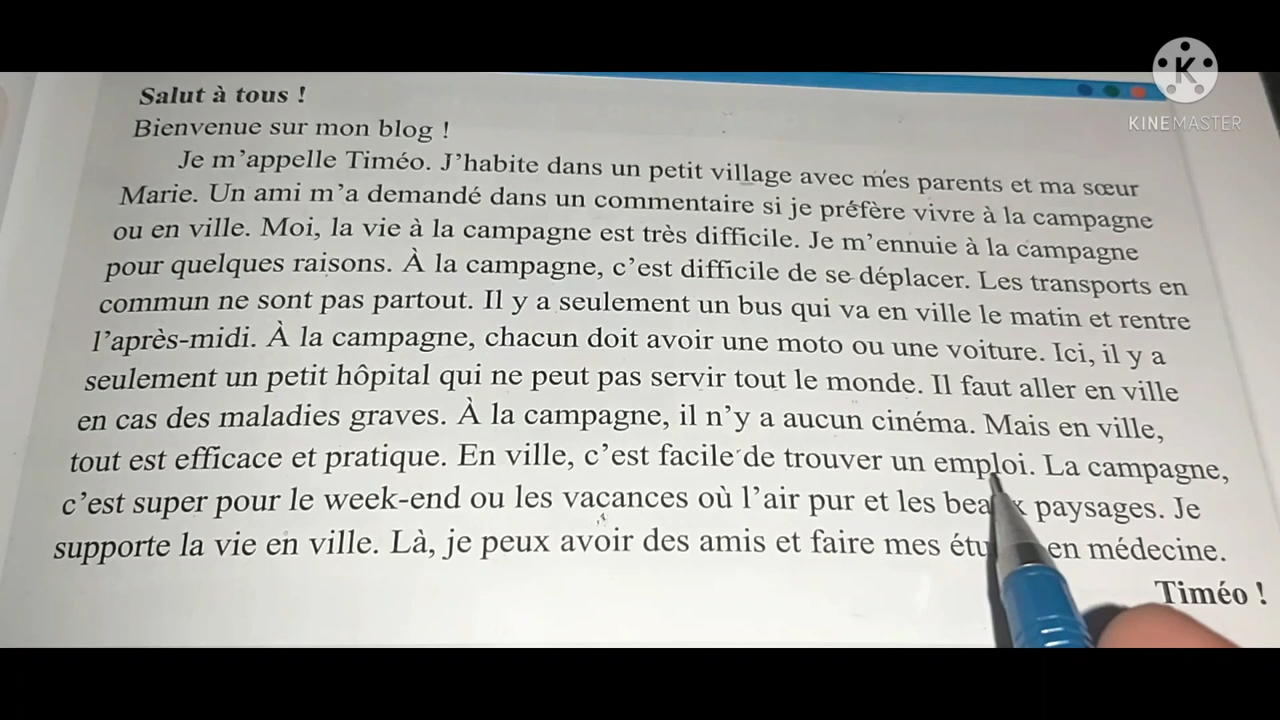 Salut à tous !
Bienvenue sur mon blog !
Je m'appelle Timéo. J'habite dans un petit village avec mes parents et ma sœur
Marie. Un ami m'a demandé dans un commentaire si je préfère vivre à la campagne
ou en ville. Moi, la vie à la campagne est très difficile. Je m'ennuie à la campagne
pour quelques raisons. À la campagne, c'est difficile de se déplacer. Les transports en
commun ne sont pas partout. Il y a seulement un bus qui va en ville le matin et rentre
l'après-midi. À la campagne, chacun doit avoir une moto ou une voiture. Ici, il y a
seulement un petit hôpital qui ne peut pas servir tout le monde. Il faut aller en ville
en cas des maladies graves. À la campagne, il n'y a aucun cinéma. Mais en ville,
tout est efficace et pratique. En ville, c'est facile de trouver un emploi. La campagne,
c'est super pour le week-end ou les vacances où l'air pur et les paysages. Je
supporte la vie en ville. Là, je peux avoir des amis et faire mes en médecine.
Timéo !
KINEMASTER